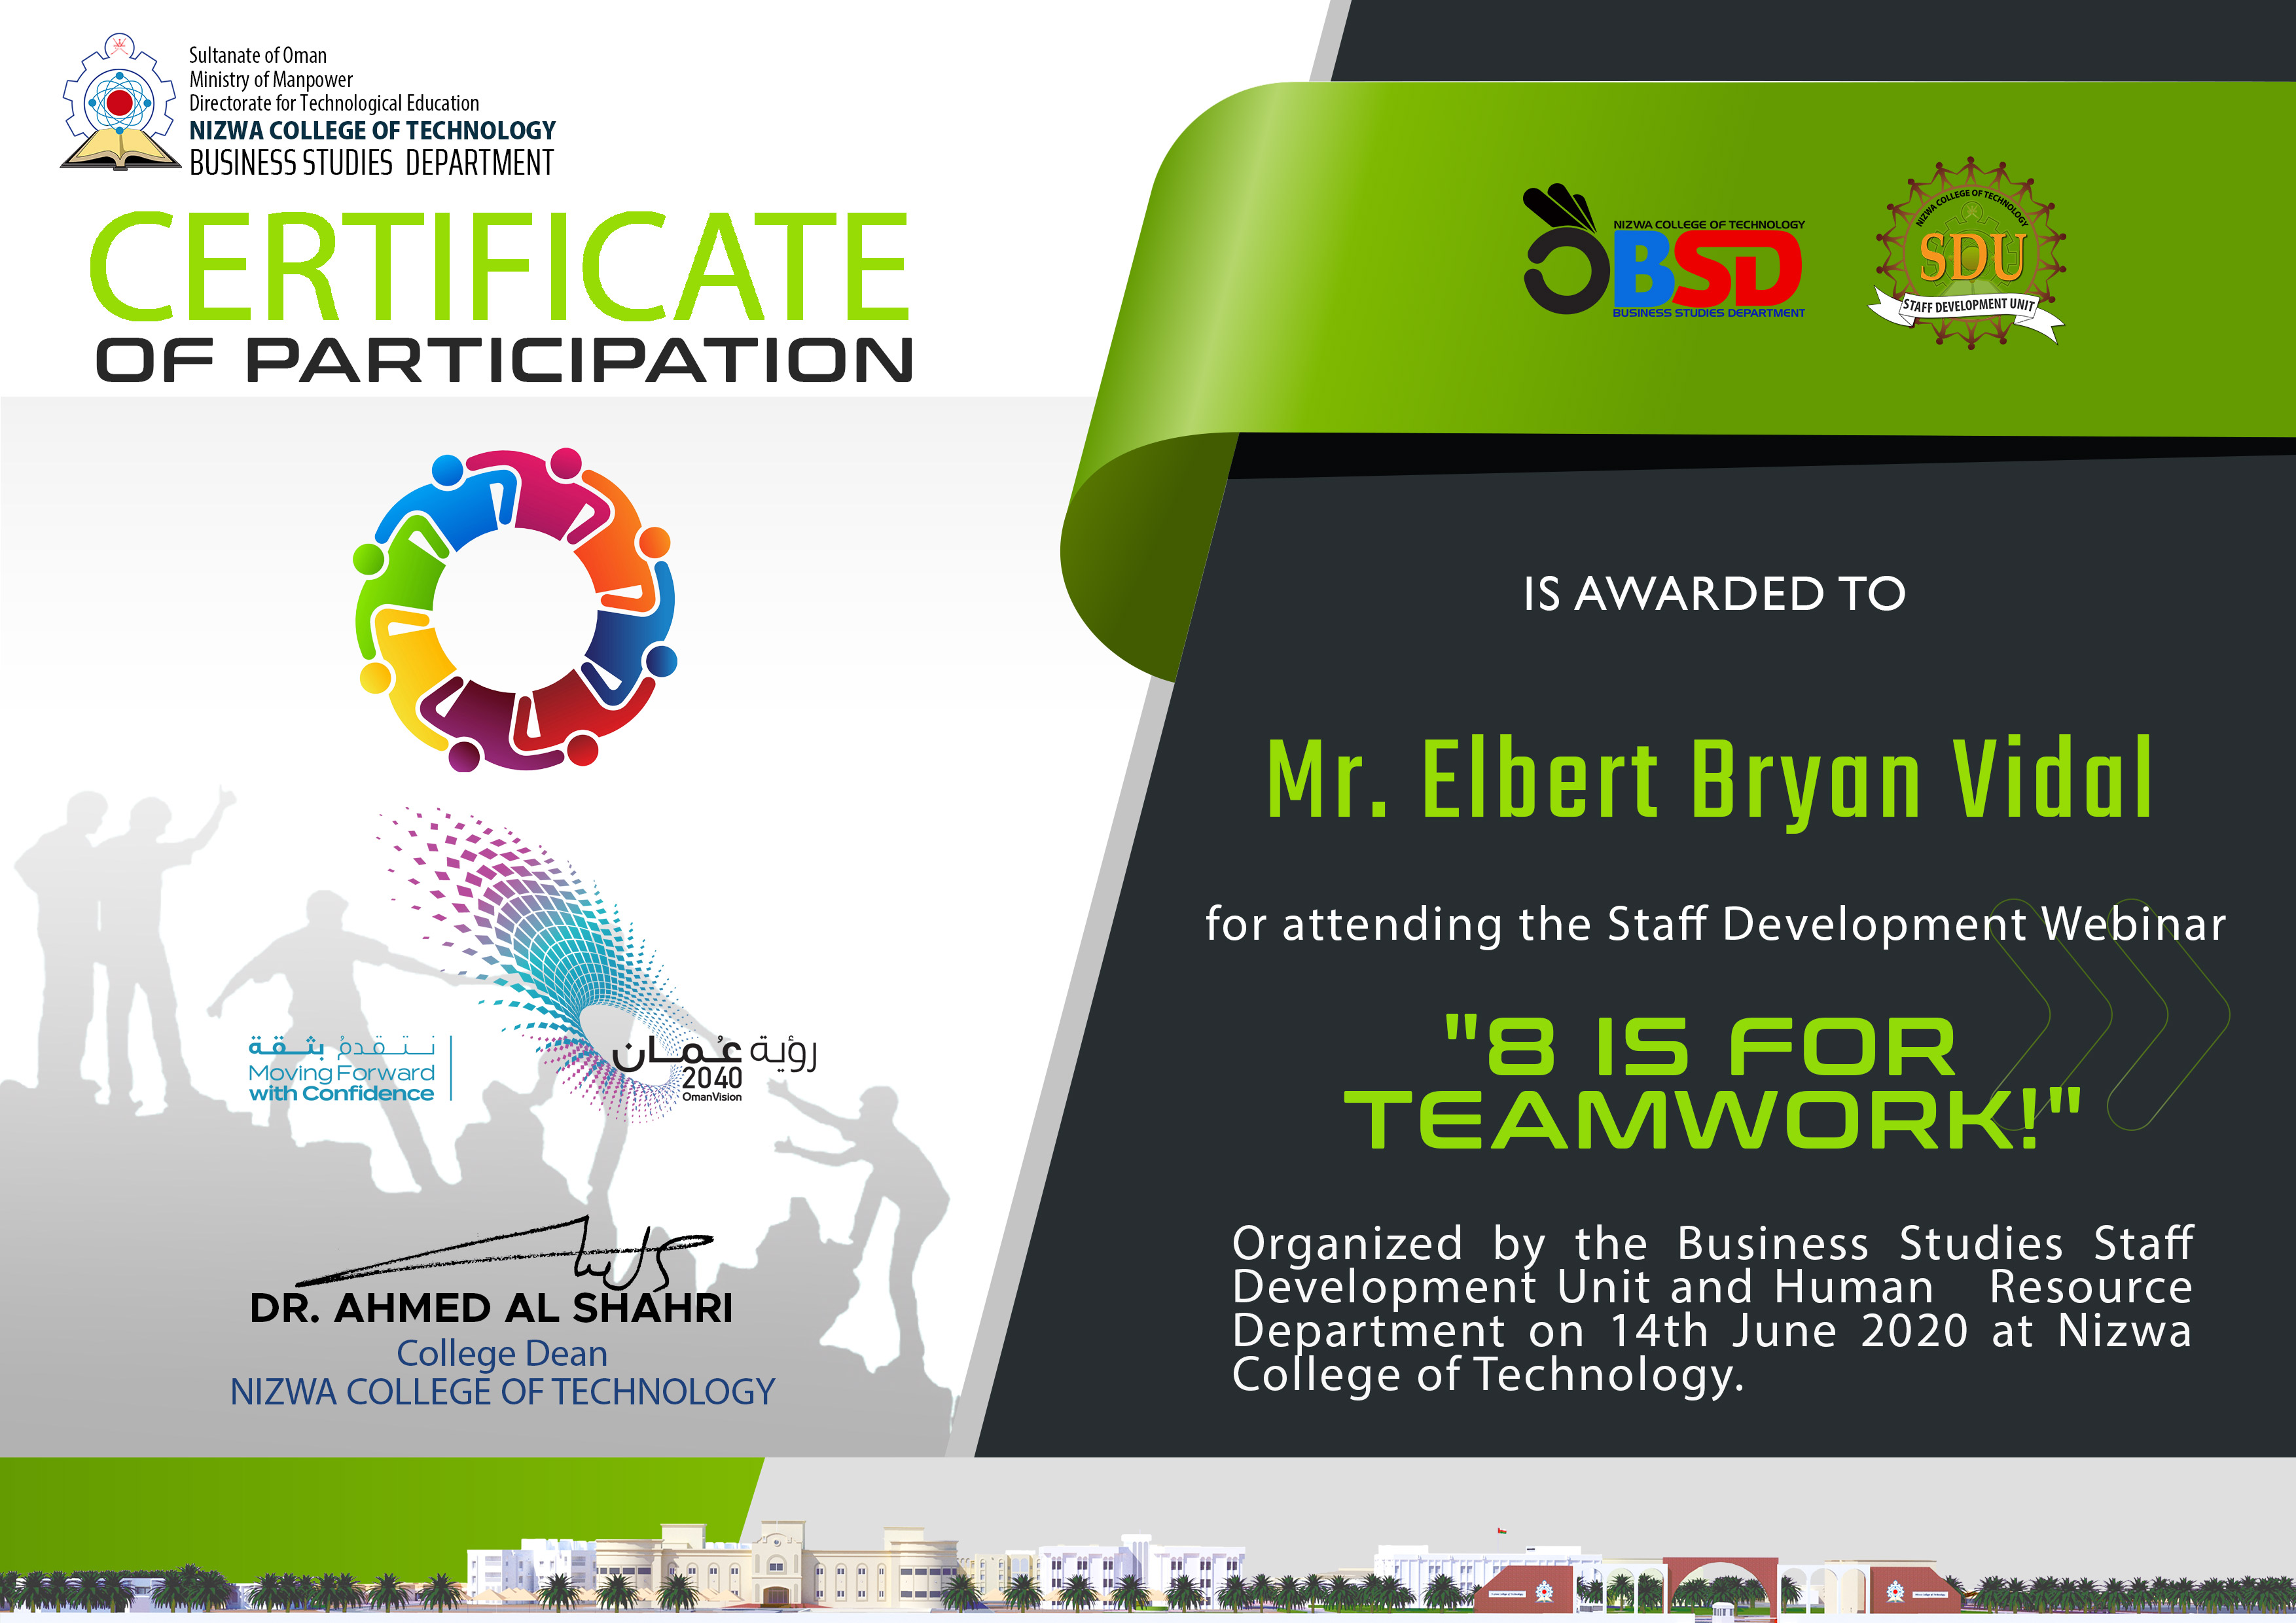 Sultanate of Oman
Ministry of Manpower
Directorate for Technological Education
NIZWA COLLEGE OF TECHNOLOGY
BUSINESS STUDIES DEPARTMENT
CERTIFICATE
OF PARTICIPATION
NIZWA COLLEGE OF TECHNOLOGY
BSD
BUSINESS STUDIES DEPARTMENT
NIZWA COLLEGE OF TECHNOLOGY
SDU
STAFF DEVELOPMENT UNIT
IS AWARDED TO
Mr. Elbert Bryan Vidal
for attending the Staff Development Webinar
"8 IS FOR
TEAMWORK!"
Organized by the Business Studies Staff
Development Unit and Human Resource
Department on 14th June 2020 at Nizwa
College of Technology.
نـتـقـدمُ بثـقـة
Moving Forward
with Confidence
رؤية عُمـان
2040
OmanVision
DR. AHMED AL SHAHRI
College Dean
NIZWA COLLEGE OF TECHNOLOGY